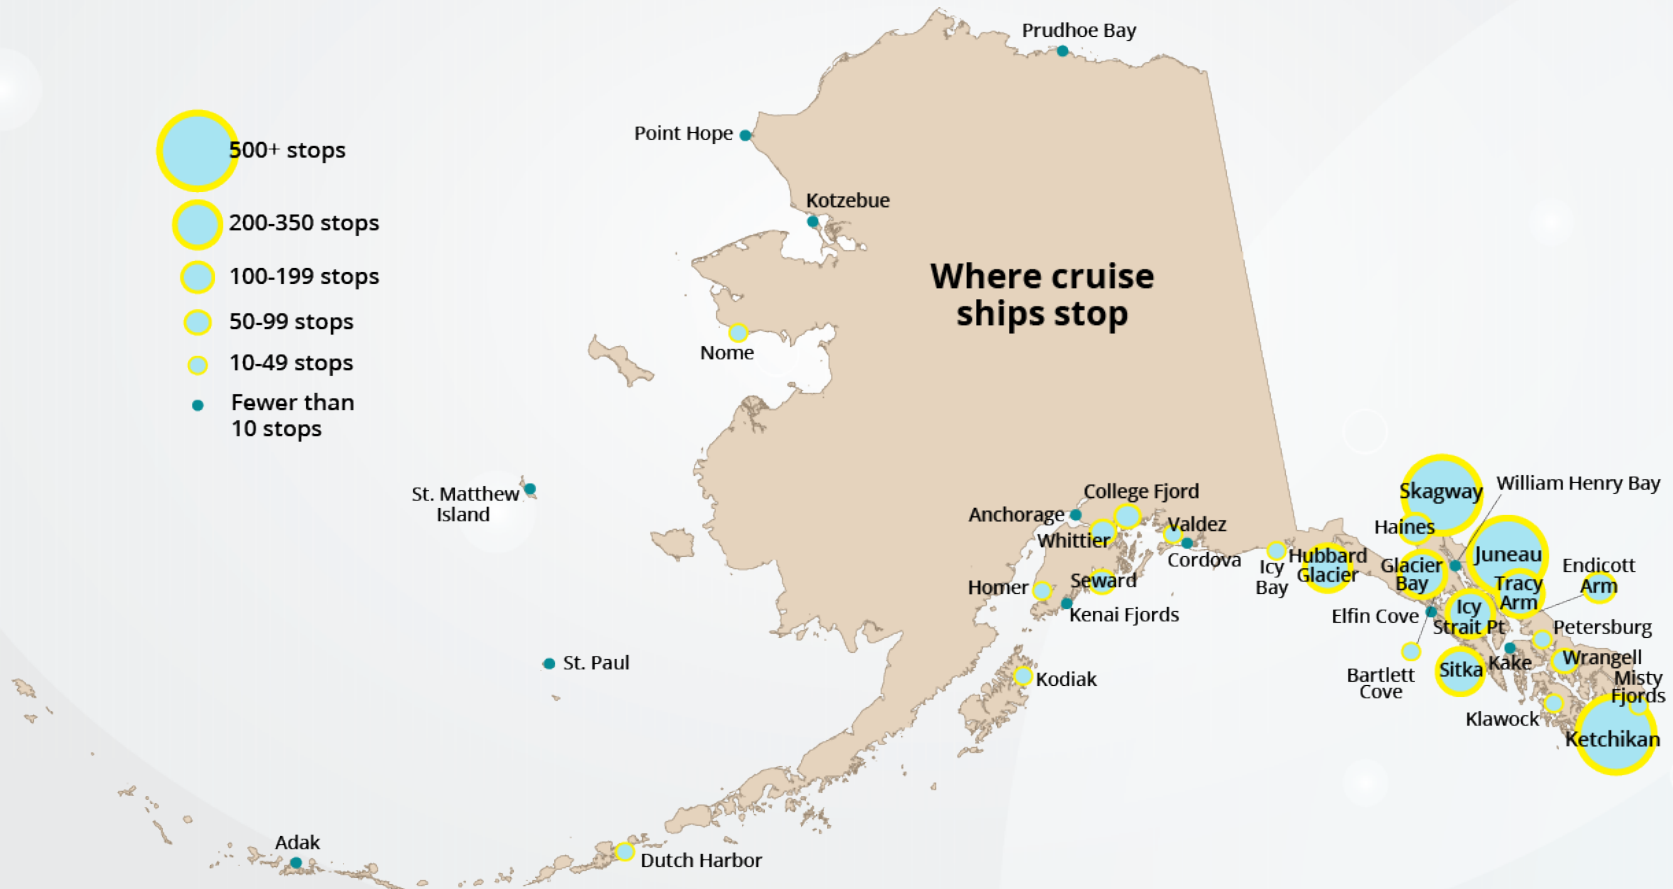 Prudhoe Bay
Point Hope
500+ stops
Kotzebue
200-350 stops
100-199 stops
Where cruise
ships stop
50-99 stops
Nome
10-49 stops
Fewer than
10 stops
St. Matthew
Island
College Fjord
Anchorage
Whittier
Valdez
Cordova
Homer
Seward
Kenai Fjords
Icy
Bay
Hubbard
Glacier
Skagway
William Henry Bay
Haines
Juneau
Glacier
Bay
Tracy
Arm
Endicott
Arm
Elfin Cove
Icy
Strait Pt
Petersburg
Bartlett
Cove
Sitka
Kake
Wrangell
Misty
Fjords
Klawock
Ketchikan
St. Paul
Kodiak
Adak
Dutch Harbor